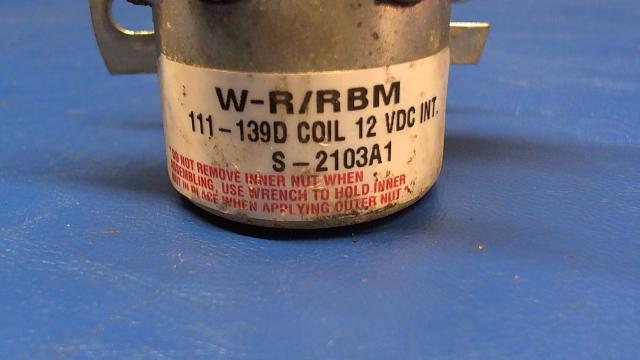 W-R/RBM
111-139D COIL 12 VDC INT.
S-2103A1
DO NOT REMOVE INNER NUT WHEN
ASSEMBLING, USE WRENCH TO HOLD INNER
NUT IN PLACE WHEN APPLYING OUTER NUT